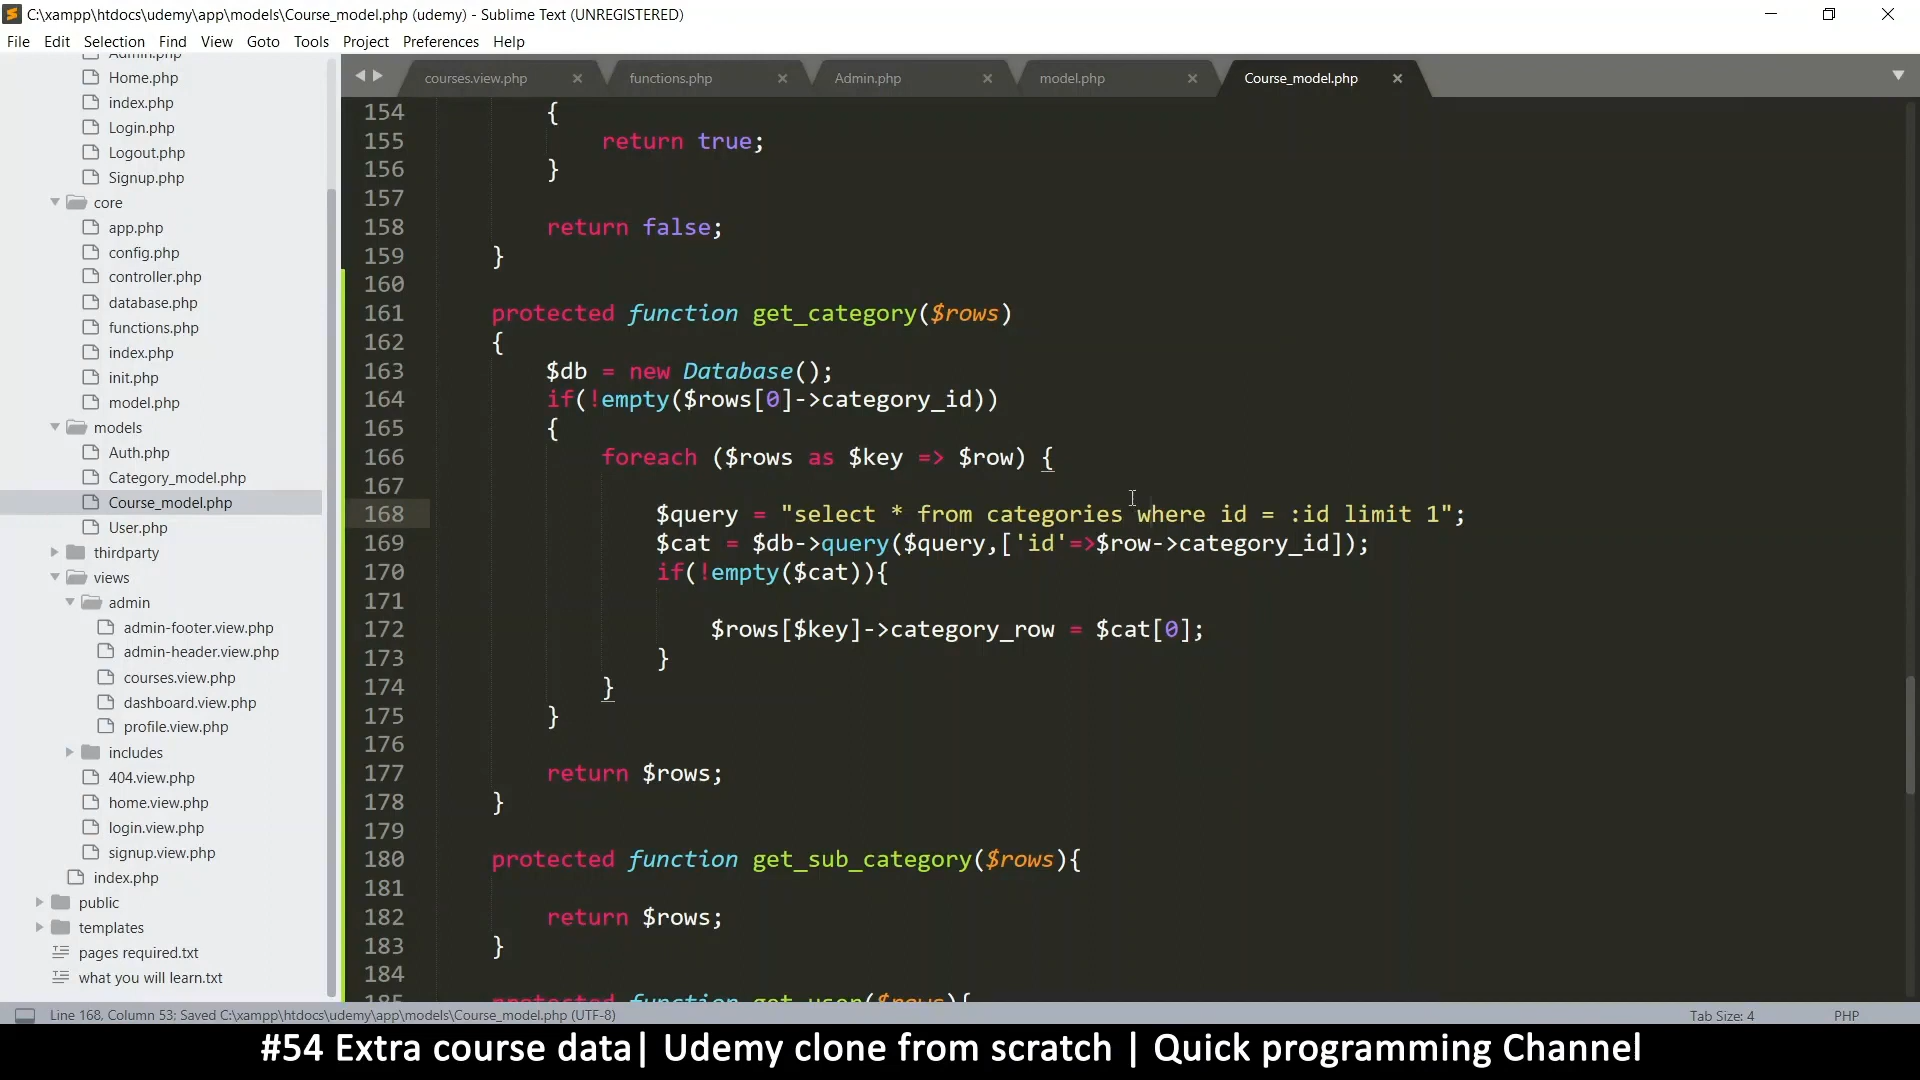 C:\xampp\htdocs\udemy\app\models\Course_model.php (udemy) - Sublime Text (UNREGISTERED)
File Edit Selection Find View Goto Tools Project Preferences Help
Admin.php
Home.php
index.php
Login.php
Logout.php
Signup.php
core
app.php
config.php
controller.php
database.php
functions.php
index.php
init.php
model.php
models
Auth.php
Category_model.php
Course_model.php
User.php
thirdparty
views
admin
admin-footer.view.php
admin-header.view.php
courses.view.php
dashboard.view.php
profile.view.php
includes
404.view.php
home.view.php
login.view.php
signup.view.php
index.php
public
templates
pages required.txt
what you will learn.txt
courses.view.php functions.php Admin.php model.php Course_model.php
154 {
155 return true;
156 }
157
158 return false;
159 }
160
161 protected function get_category($rows)
162 {
163 $db = new Database();
164 if(!empty($rows[0]->category_id))
165 {
166 foreach ($rows as $key => $row) {
167
168 $query = "select * from categories where id = :id limit 1";
169 $cat = $db->query($query,['id'=>$row->category_id]);
170 if(!empty($cat)){
171
172 $rows[$key]->category_row = $cat[0];
173 }
174 }
175 }
176
177 return $rows;
178 }
179
180 protected function get_sub_category($rows){
181
182 return $rows;
183 }
184
185 protected function get_user($rows){
Line 168, Column 53; Saved C:\xampp\htdocs\udemy\app\models\Course_model.php (UTF-8) Tab Size: 4 PHP
#54 Extra course data| Udemy clone from scratch | Quick programming Channel